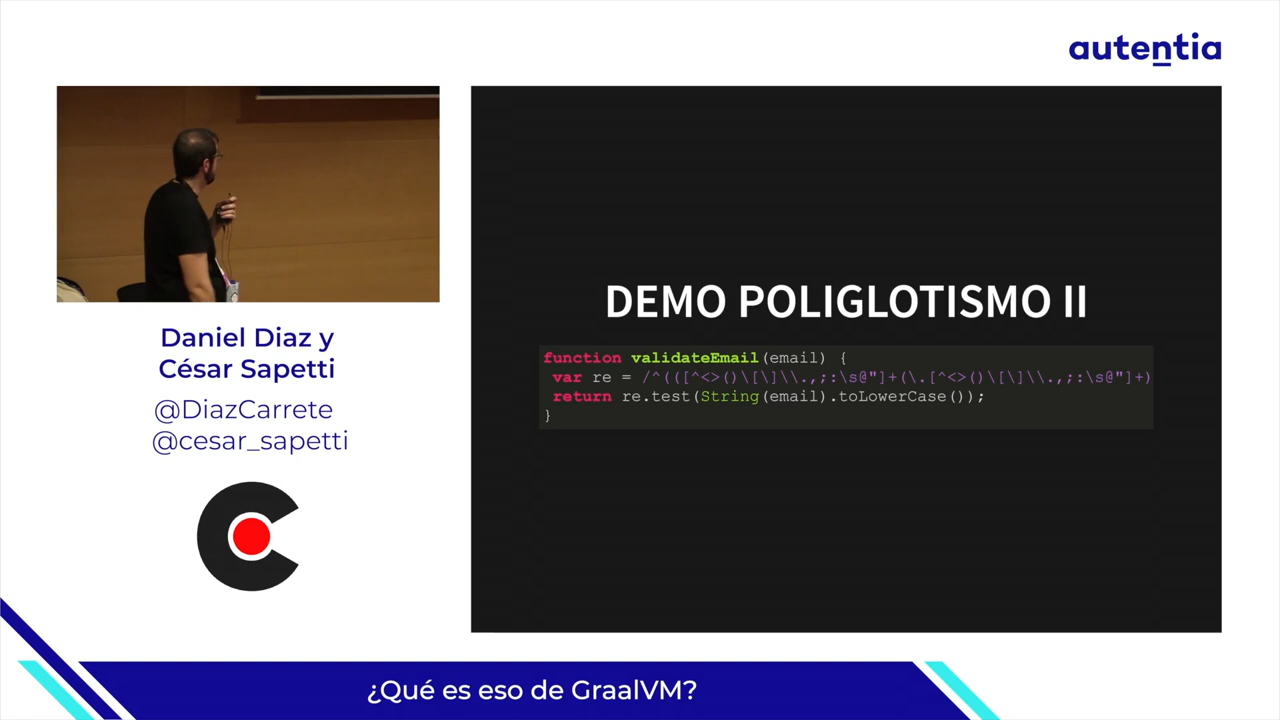 autentia
DEMO POLIGLOTISMO II
function validateEmail(email) {
var re = /^(([^<>()\[\]\\.,;:\s@"]+(\.[^<>()\[\]\\.,;:\s@"]+)
return re.test(String(email).toLowerCase());
}
Daniel Diaz y
César Sapetti
@DiazCarrete
@cesar_sapetti
¿Qué es eso de GraalVM?